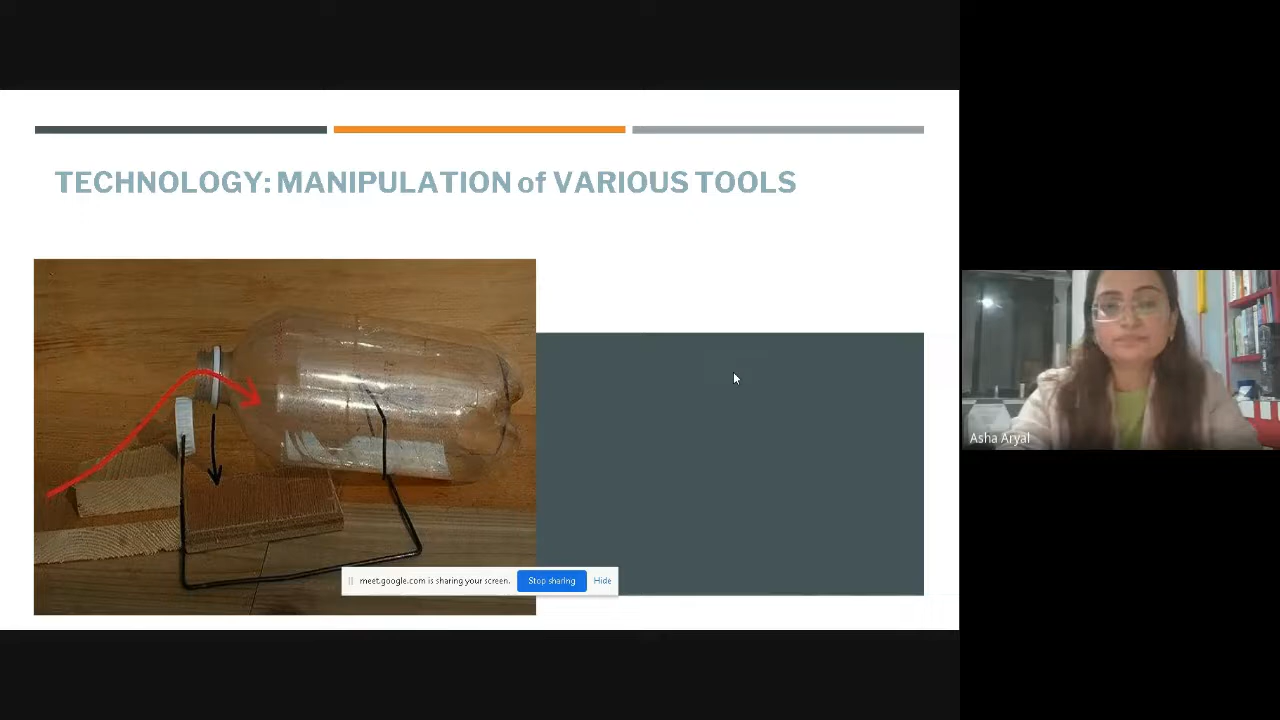 TECHNOLOGY: MANIPULATION of VARIOUS TOOLS
Asha Aryal
meet.google.com is sharing your screen. Stop sharing Hide